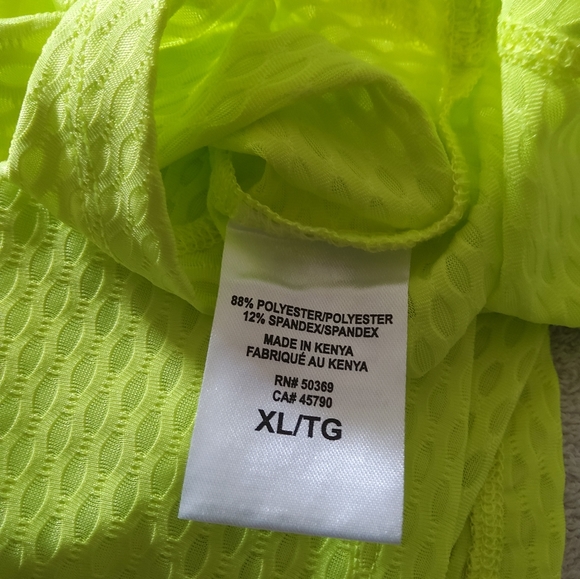 88% POLYESTER/POLYESTER
12% SPANDEX/SPANDEX
MADE IN KENYA
FABRIQUÉ AU KENYA
RN# 50369
CA# 45790
XL/TG